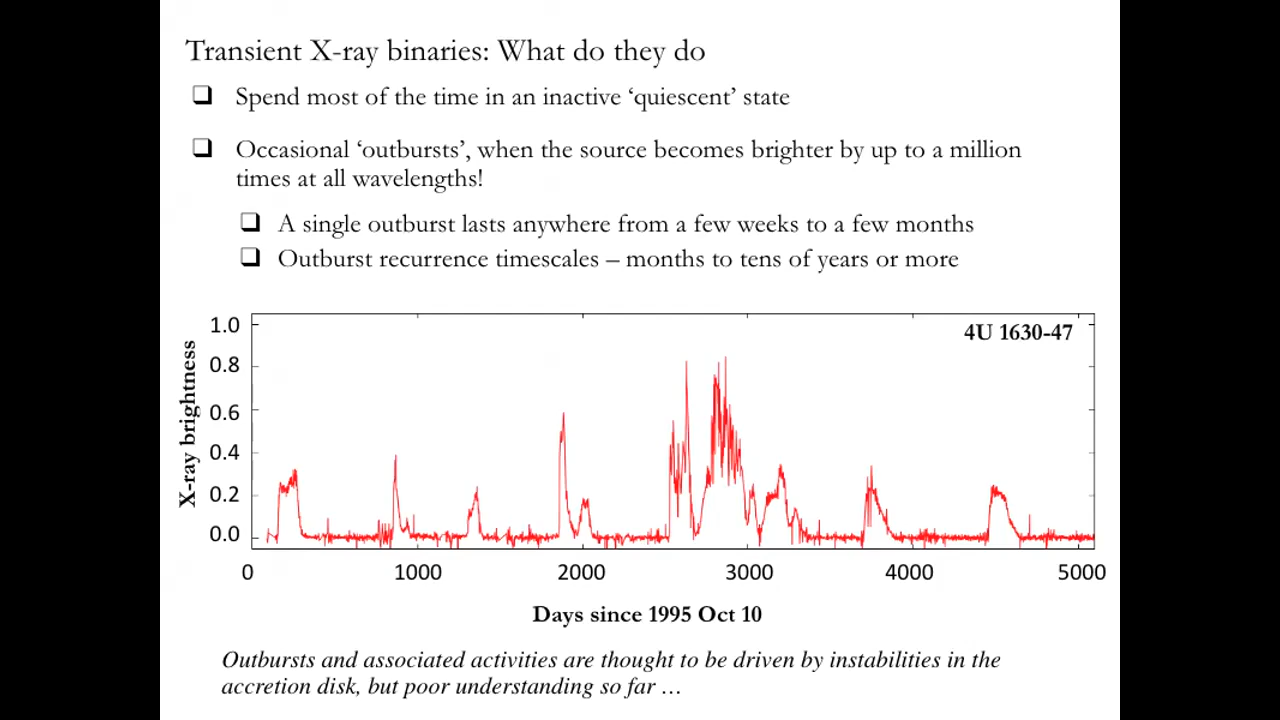 Transient X-ray binaries: What do they do
❑ Spend most of the time in an inactive ‘quiescent’ state
❑ Occasional ‘outbursts’, when the source becomes brighter by up to a million
times at all wavelengths!
❑ A single outburst lasts anywhere from a few weeks to a few months
❑ Outburst recurrence timescales – months to tens of years or more
4U 1630-47
X-ray brightness
1.0
0.8
0.6
0.4
0.2
0.0
0 1000 2000 3000 4000 5000
Days since 1995 Oct 10
Outbursts and associated activities are thought to be driven by instabilities in the
accretion disk, but poor understanding so far …